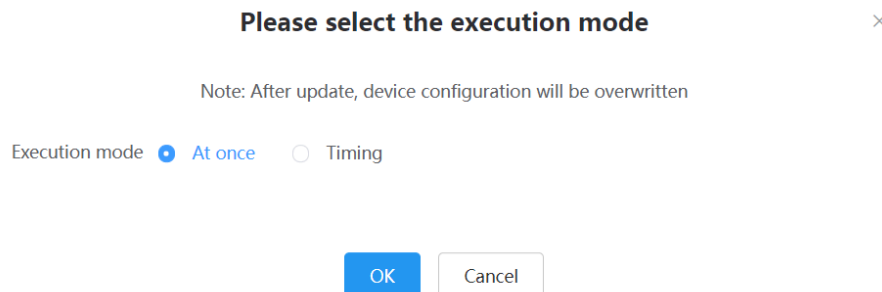 Please select the execution mode
Note: After update, device configuration will be overwritten
Execution mode At once Timing
OK Cancel